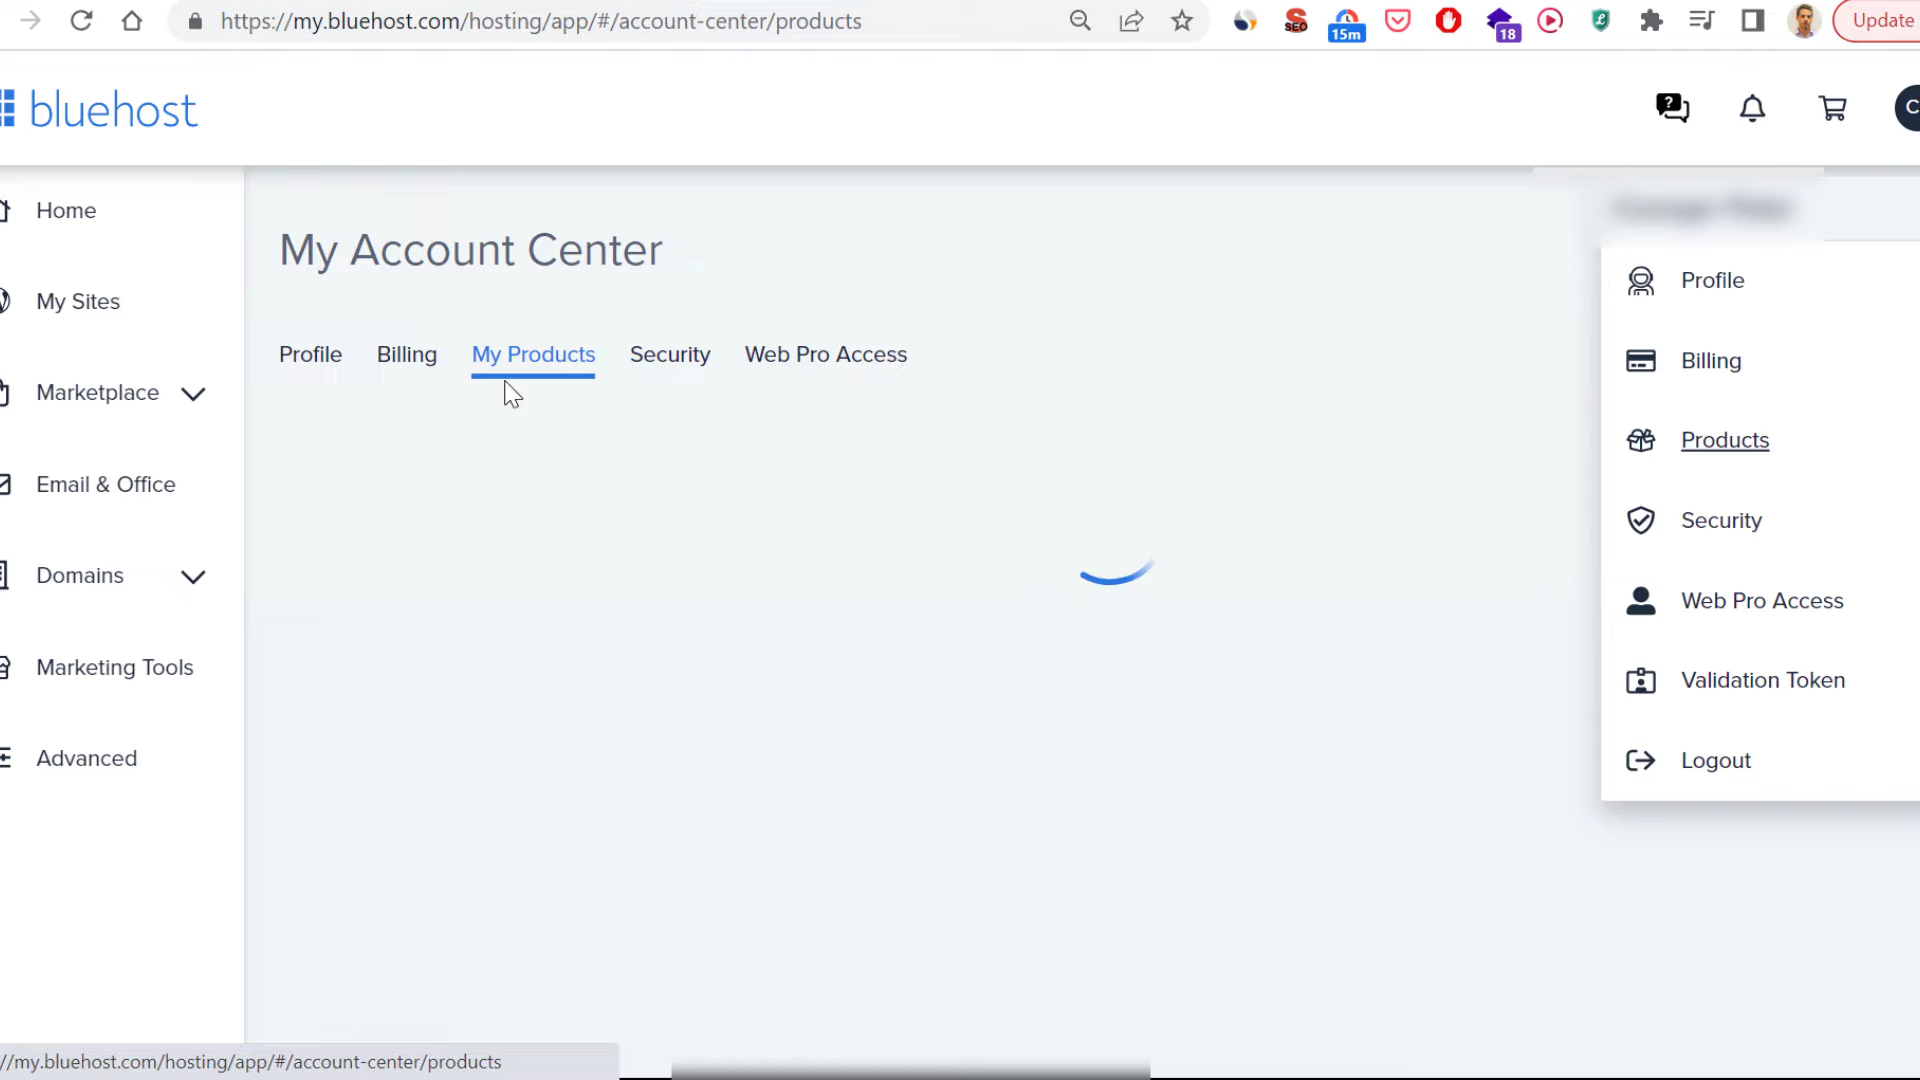 https://my.bluehost.com/hosting/app/#/account-center/products
SEO
15m
18
Update
bluehost
?
C
Home
My Sites
Marketplace
Email & Office
Domains
Marketing Tools
Advanced
My Account Center
Profile Billing My Products Security Web Pro Access
Profile
Billing
Products
Security
Web Pro Access
Validation Token
Logout
//my.bluehost.com/hosting/app/#/account-center/products